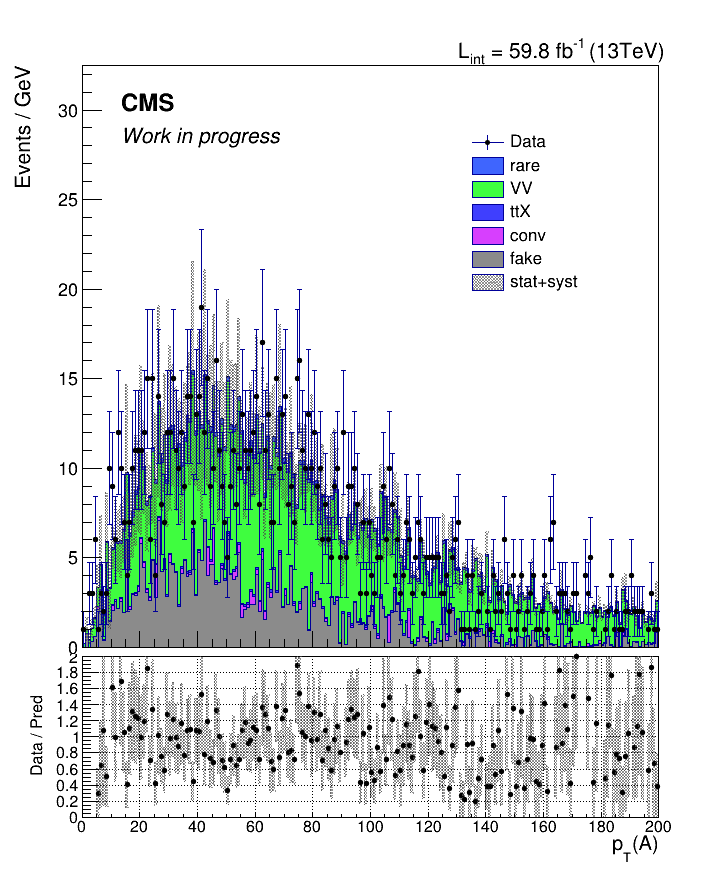 L_int = 59.8 fb^-1 (13TeV)
Events / GeV
CMS
Work in progress
Data
rare
VV
ttX
conv
fake
stat+syst
30
25
20
15
10
5
0
2
1.8
1.6
1.4
1.2
1
0.8
0.6
0.4
0.2
0
Data / Pred
0 20 40 60 80 100 120 140 160 180 200
p_T(A)